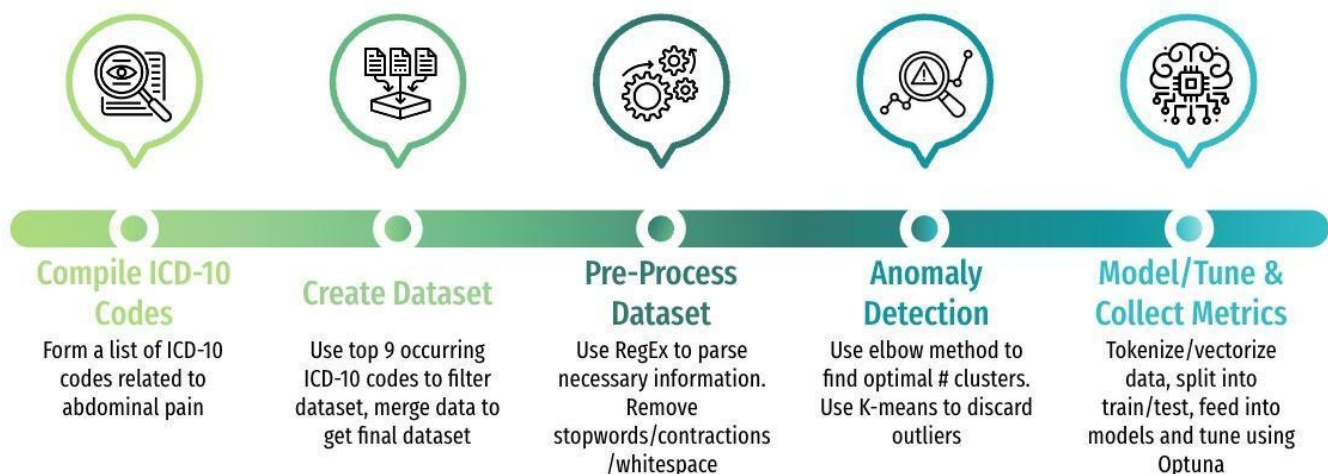 Compile ICD-10
Codes
Form a list of ICD-10
codes related to
abdominal pain
Create Dataset
Use top 9 occurring
ICD-10 codes to filter
dataset, merge data to
get final dataset
Pre-Process
Dataset
Use RegEx to parse
necessary information.
Remove
stopwords/contractions
/whitespace
Anomaly
Detection
Use elbow method to
find optimal # clusters.
Use K-means to discard
outliers
Model/Tune &
Collect Metrics
Tokenize/vectorize
data, split into
train/test, feed into
models and tune using
Optuna